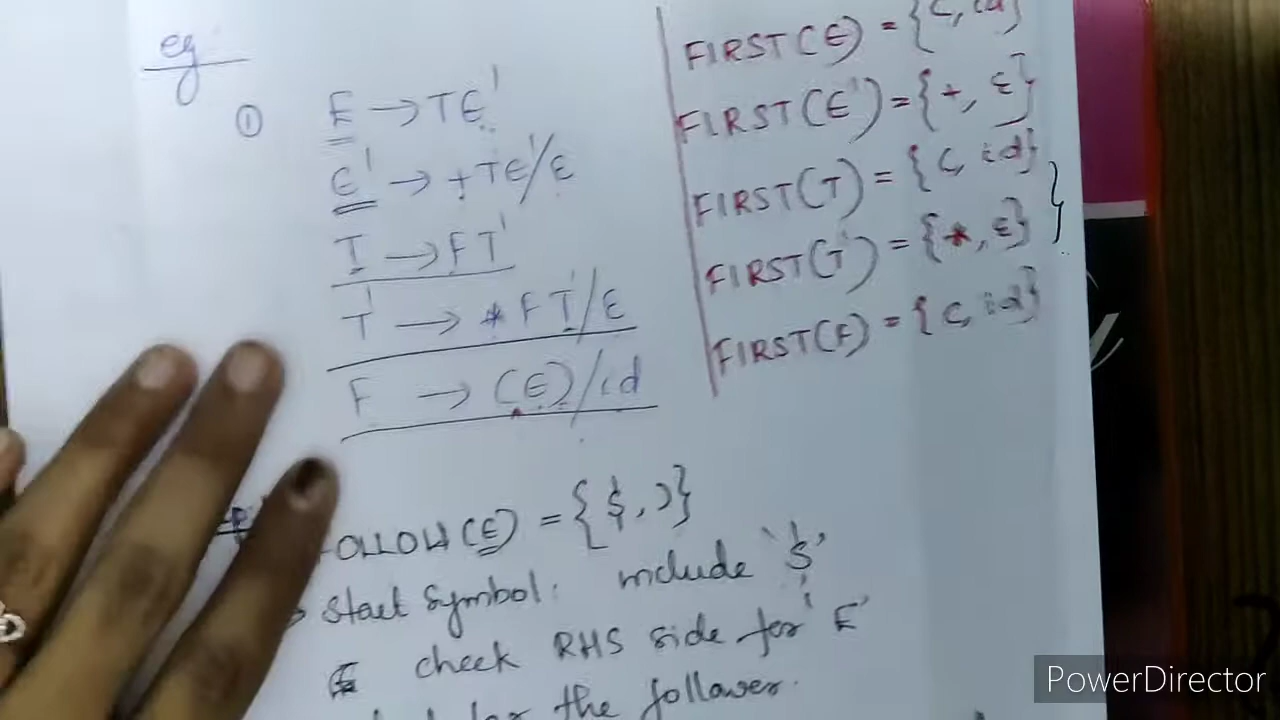 eg
① E → TE'
E' → +TE'/ε
T → FT'
T' → *FT'/ε
F → (E)/id
FIRST(E) = {(, id}
FIRST(E') = {+, ε}
FIRST(T) = {(, id}
FIRST(T') = {*, ε}
FIRST(F) = {(, id}
FOLLOW(E) = {$, )}
Start Symbol: include '$'
check RHS side for 'E'
for the follower.
PowerDirector